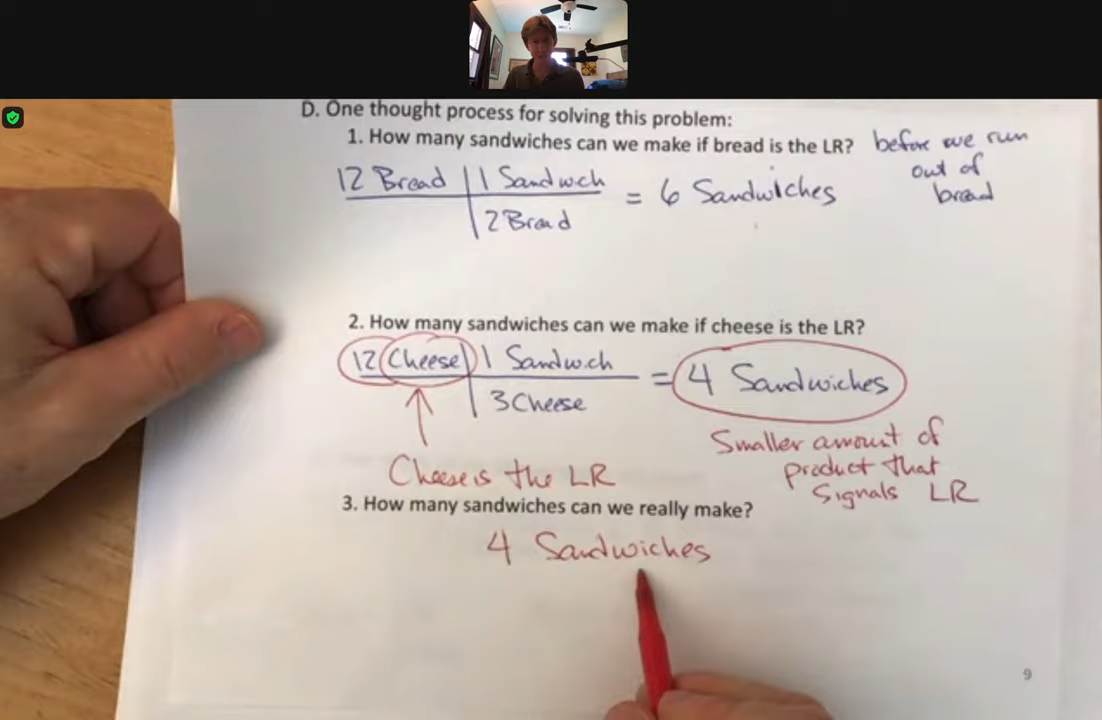 D. One thought process for solving this problem:
1. How many sandwiches can we make if bread is the LR? before we run
out of
bread
12 Bread 1 Sandwch = 6 Sandwiches
2 Bread
2. How many sandwiches can we make if cheese is the LR?
12 Cheese 1 Sandwich = 4 Sandwiches
3 Cheese
Smaller amount of
product that
Signals LR
Cheese is the LR
3. How many sandwiches can we really make?
4 Sandwiches
9